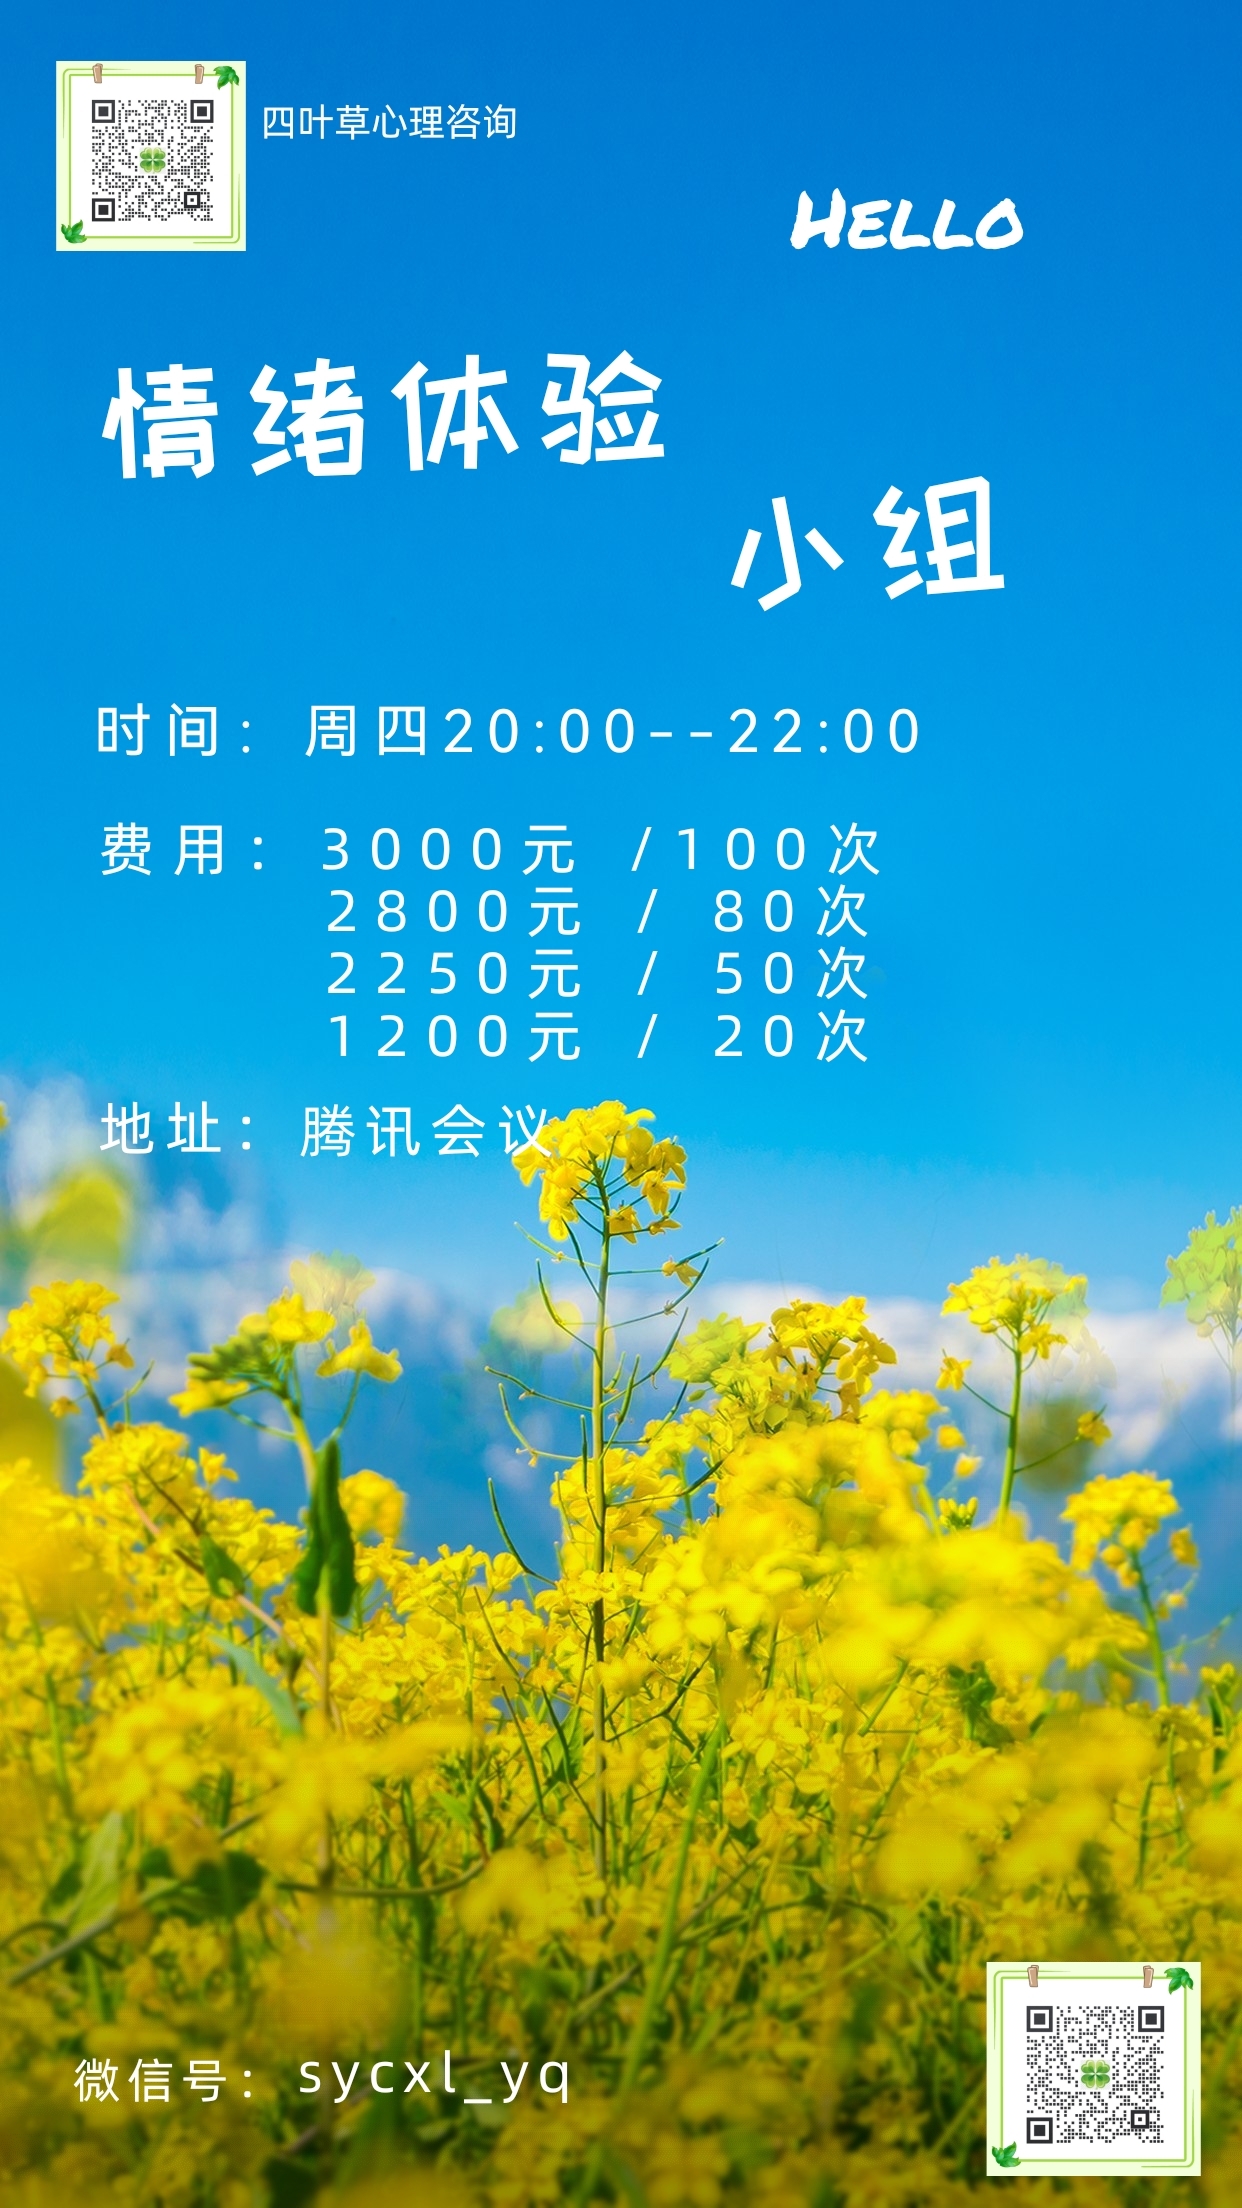 四叶草心理咨询
HELLO
情绪体验
小组
时间：周四20:00--22:00
费用：3000元 /100次
2800元 / 80次
2250元 / 50次
1200元 / 20次
地址：腾讯会议
微信号：sycxl_yq